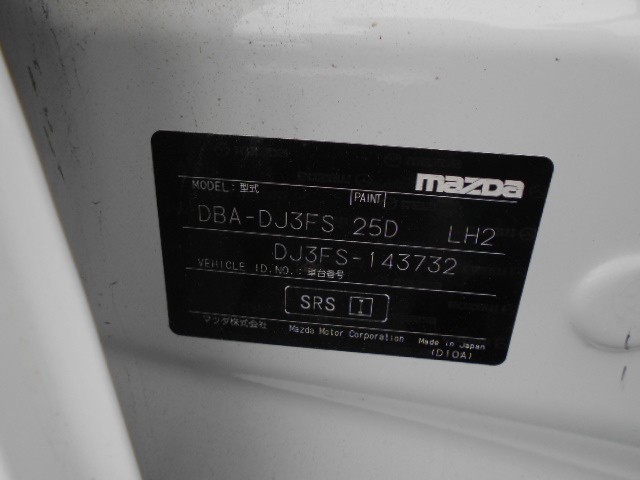 mazda
MODEL:型式 PAINT
DBA-DJ3FS 25D LH2
DJ3FS-143732
VEHICLE ID.NO.:車台番号
SRS I
マツダ株式会社 Mazda Motor Corporation Made in Japan
(D10A)